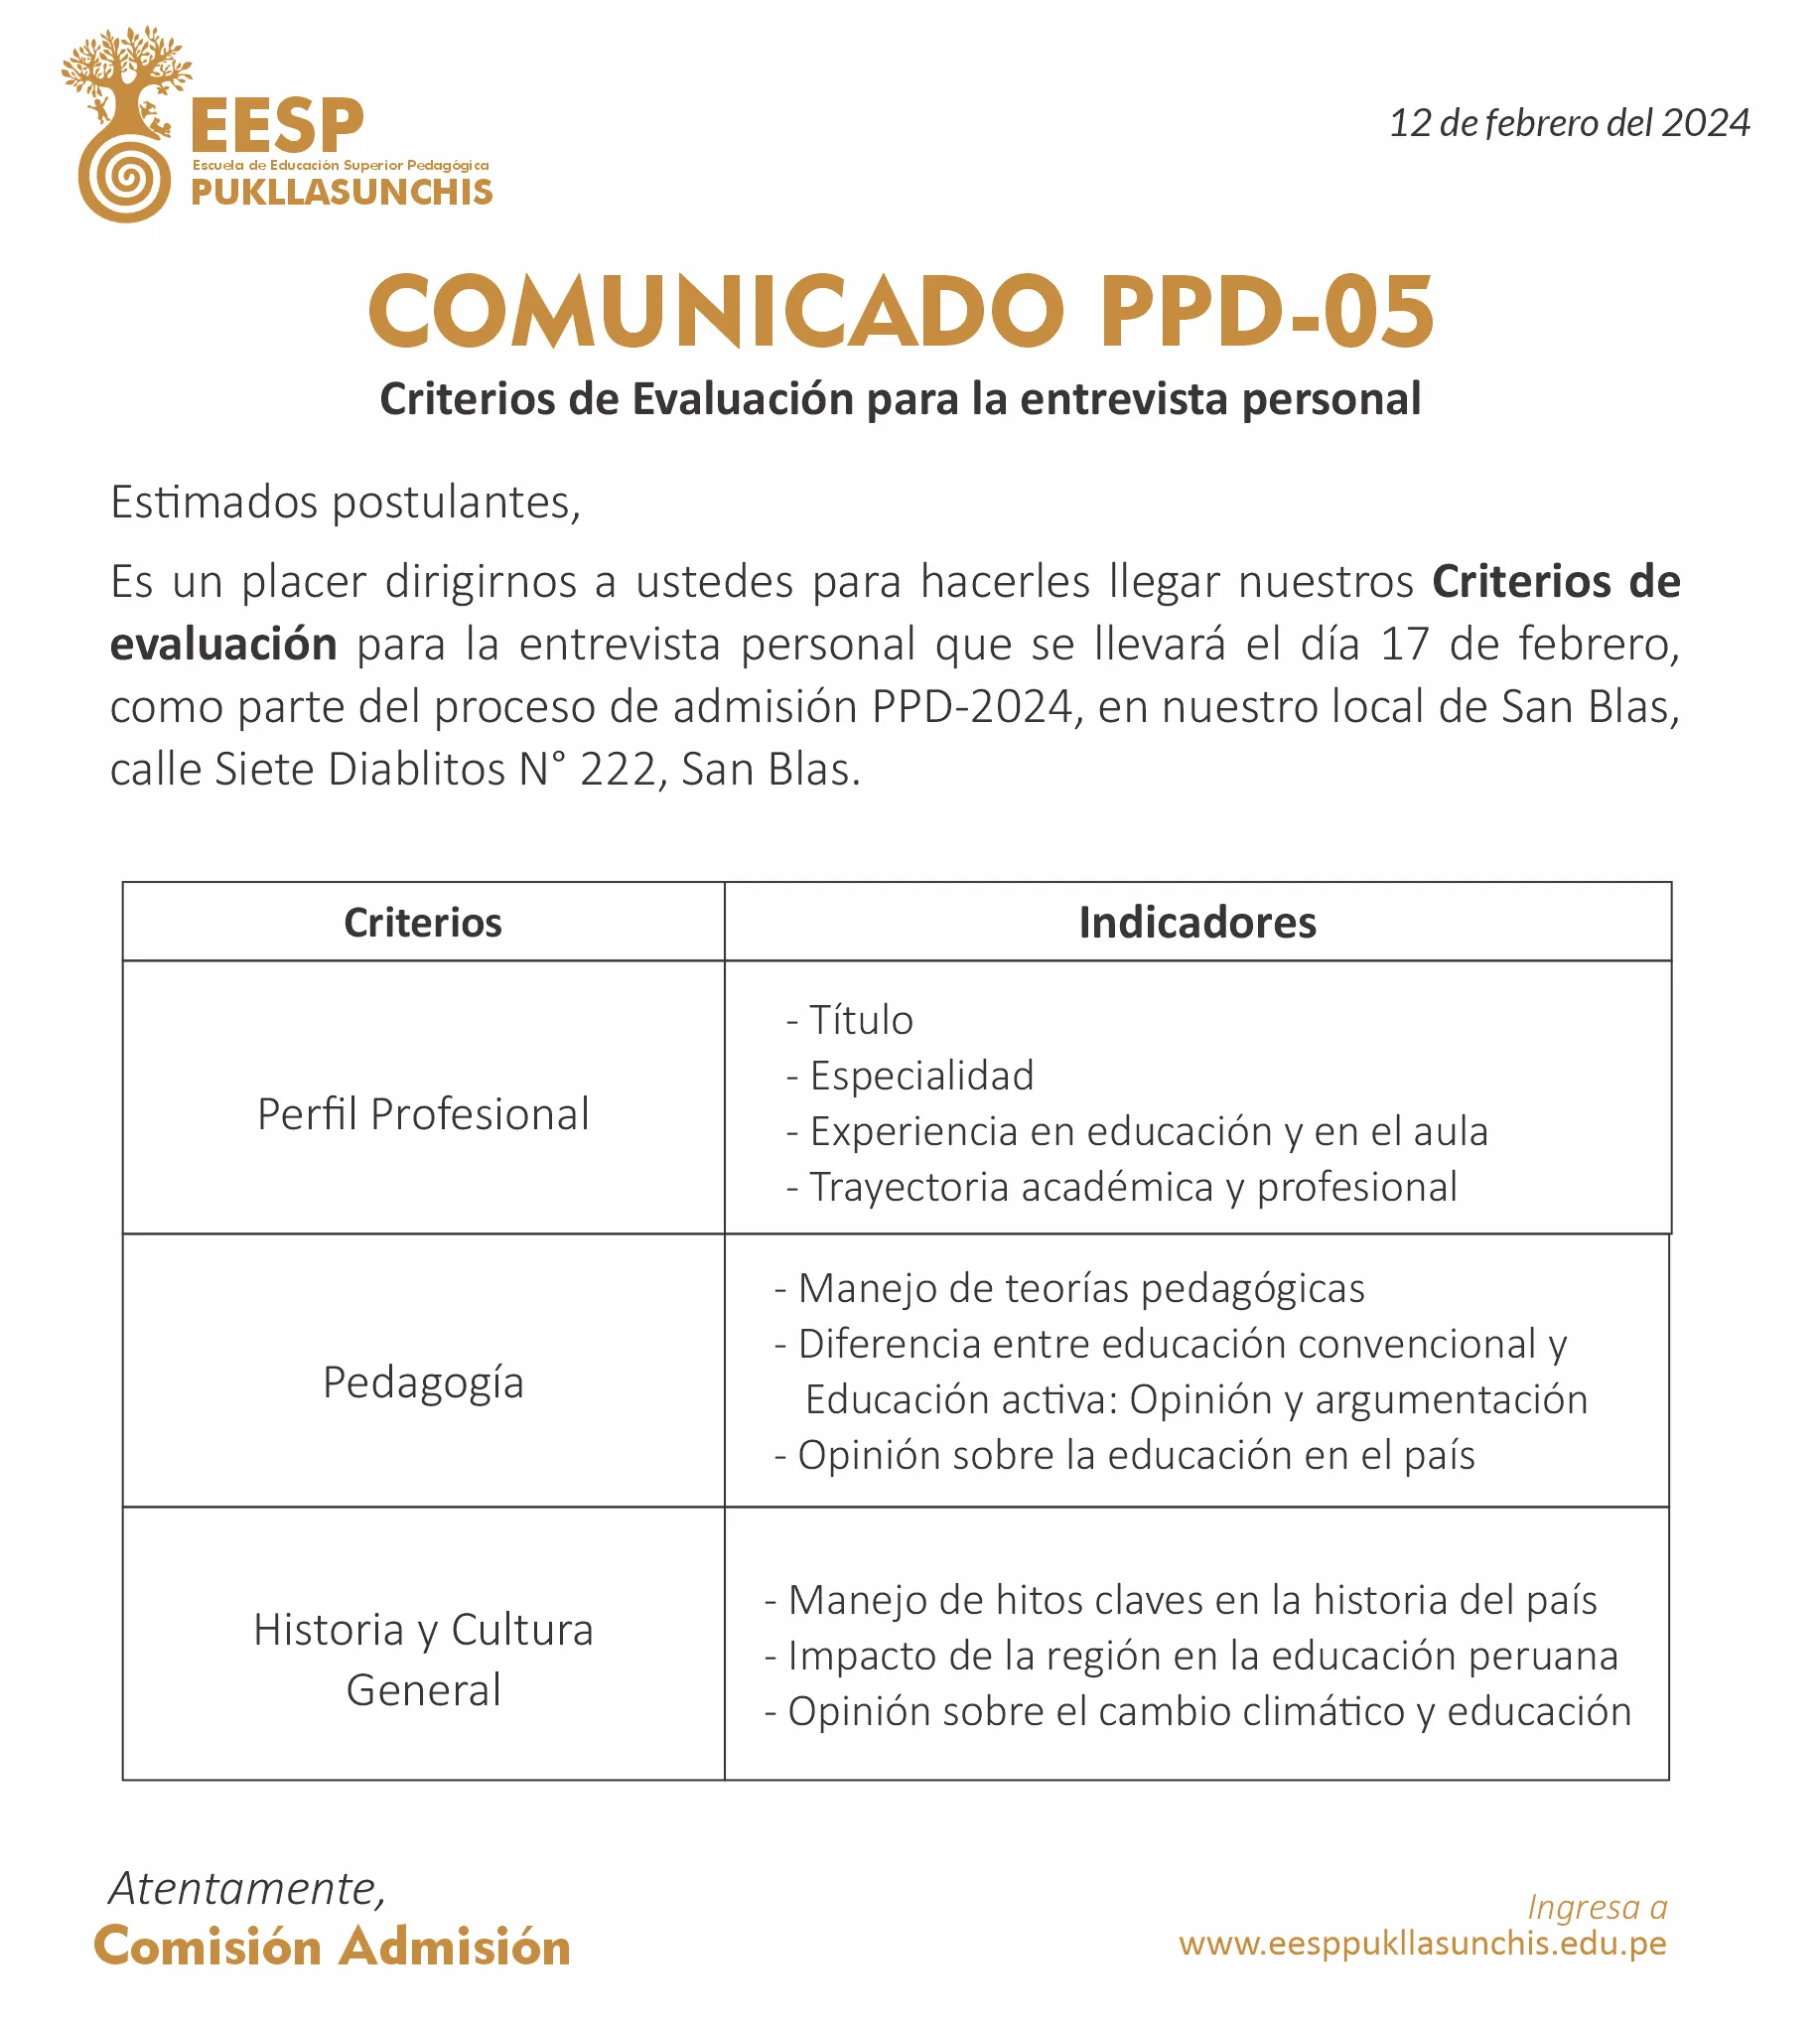 EESP
Escuela de Educación Superior Pedagógica
PUKLLASUNCHIS
12 de febrero del 2024
COMUNICADO PPD-05
Criterios de Evaluación para la entrevista personal
Estimados postulantes,
Es un placer dirigirnos a ustedes para hacerles llegar nuestros Criterios de
evaluación para la entrevista personal que se llevará el día 17 de febrero,
como parte del proceso de admisión PPD-2024, en nuestro local de San Blas,
calle Siete Diablitos N° 222, San Blas.
Criterios
Indicadores
Perfil Profesional
- Título
- Especialidad
- Experiencia en educación y en el aula
- Trayectoria académica y profesional
Pedagogía
- Manejo de teorías pedagógicas
- Diferencia entre educación convencional y
Educación activa: Opinión y argumentación
- Opinión sobre la educación en el país
Historia y Cultura
General
- Manejo de hitos claves en la historia del país
- Impacto de la región en la educación peruana
- Opinión sobre el cambio climático y educación
Atentamente,
Comisión Admisión
Ingresa a
www.eesppukllasunchis.edu.pe